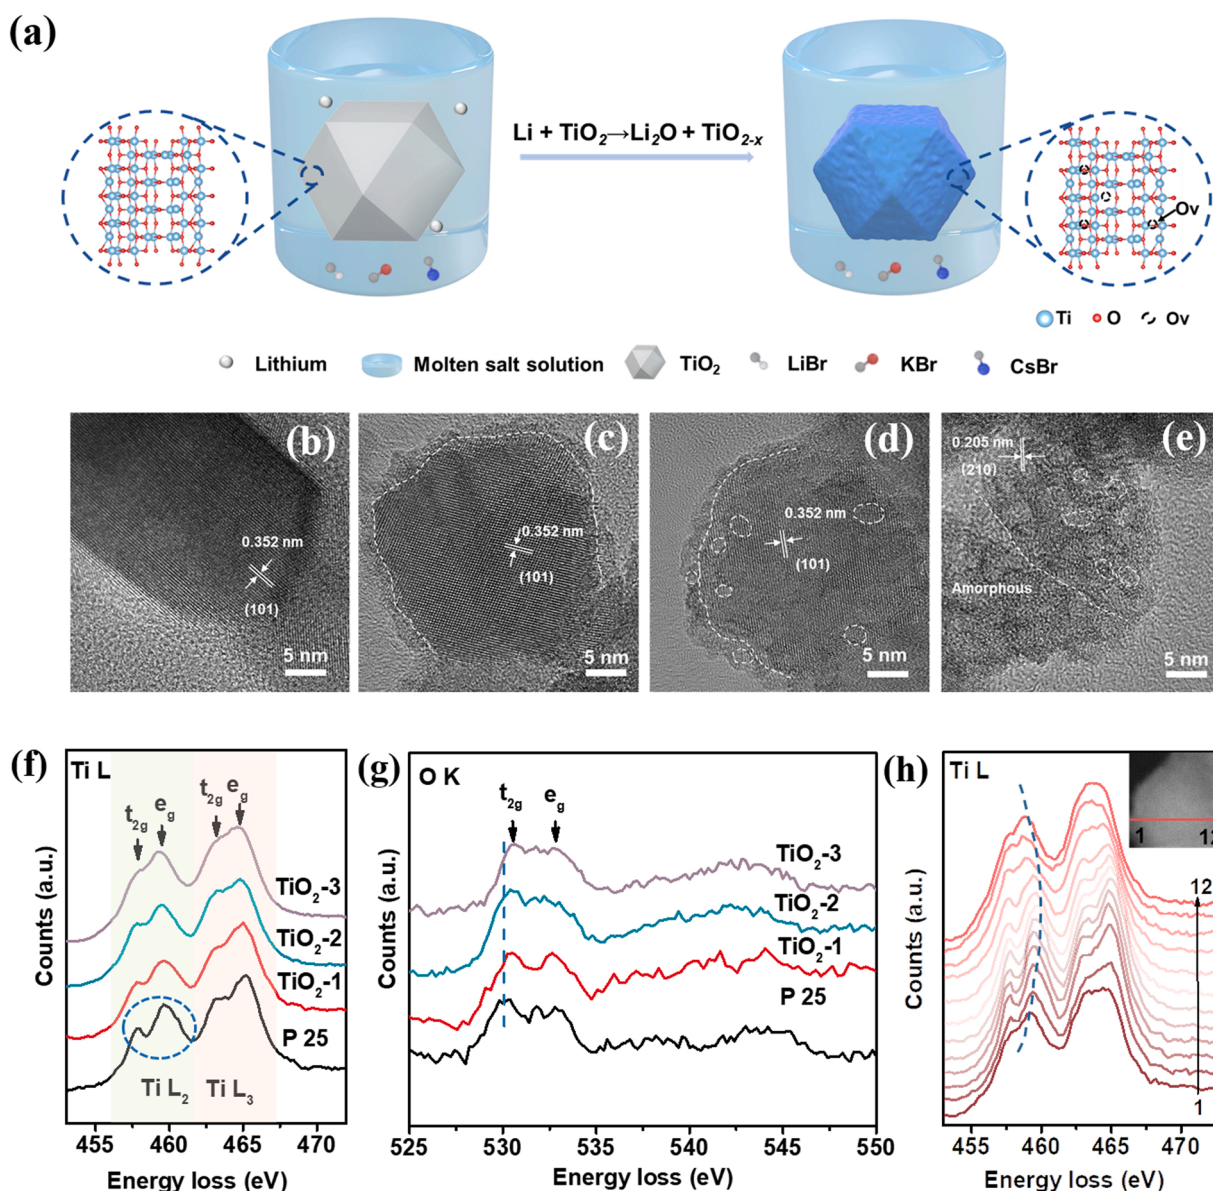 (a)
Li + TiO₂→Li₂O + TiO₂₋ₓ
Ov
Ti O Ov
Lithium Molten salt solution TiO₂ LiBr KBr CsBr
(b)
0.352 nm
(101)
5 nm
(c)
0.352 nm
(101)
5 nm
(d)
0.352 nm
(101)
5 nm
(e)
0.205 nm
(210)
Amorphous
5 nm
(f)
Ti L
t₂g e_g t₂g e_g
TiO₂-3
TiO₂-2
TiO₂-1
P 25
Ti L₂ Ti L₃
Counts (a.u.)
455 460 465 470
Energy loss (eV)
(g)
O K
t₂g e_g
TiO₂-3
TiO₂-2
TiO₂-1
P 25
Counts (a.u.)
525 530 535 540 545 550
Energy loss (eV)
(h)
Ti L
1 12
12
1
Counts (a.u.)
455 460 465 470
Energy loss (eV)